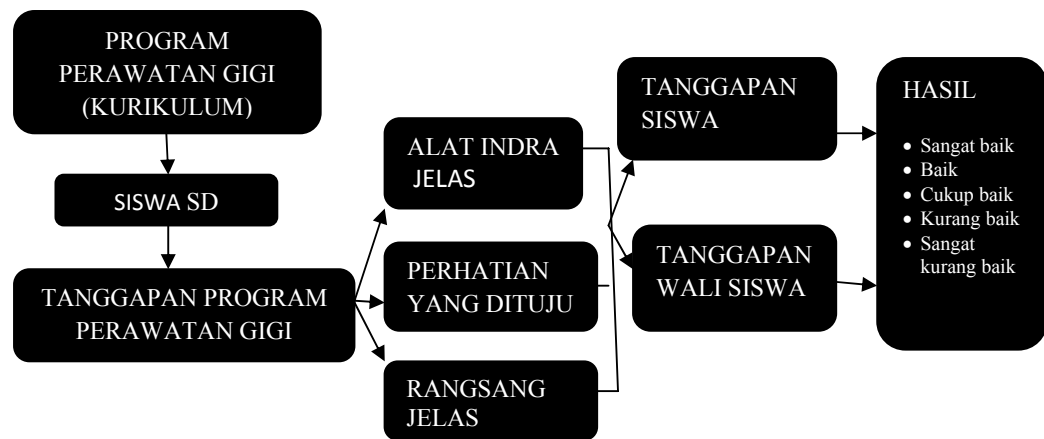 PROGRAM
PERAWATAN GIGI
(KURIKULUM)
SISWA SD
TANGGAPAN PROGRAM
PERAWATAN GIGI
ALAT INDRA
JELAS
PERHATIAN
YANG DITUJU
RANGSANG
JELAS
TANGGAPAN
SISWA
TANGGAPAN
WALI SISWA
HASIL
• Sangat baik
• Baik
• Cukup baik
• Kurang baik
• Sangat
kurang baik